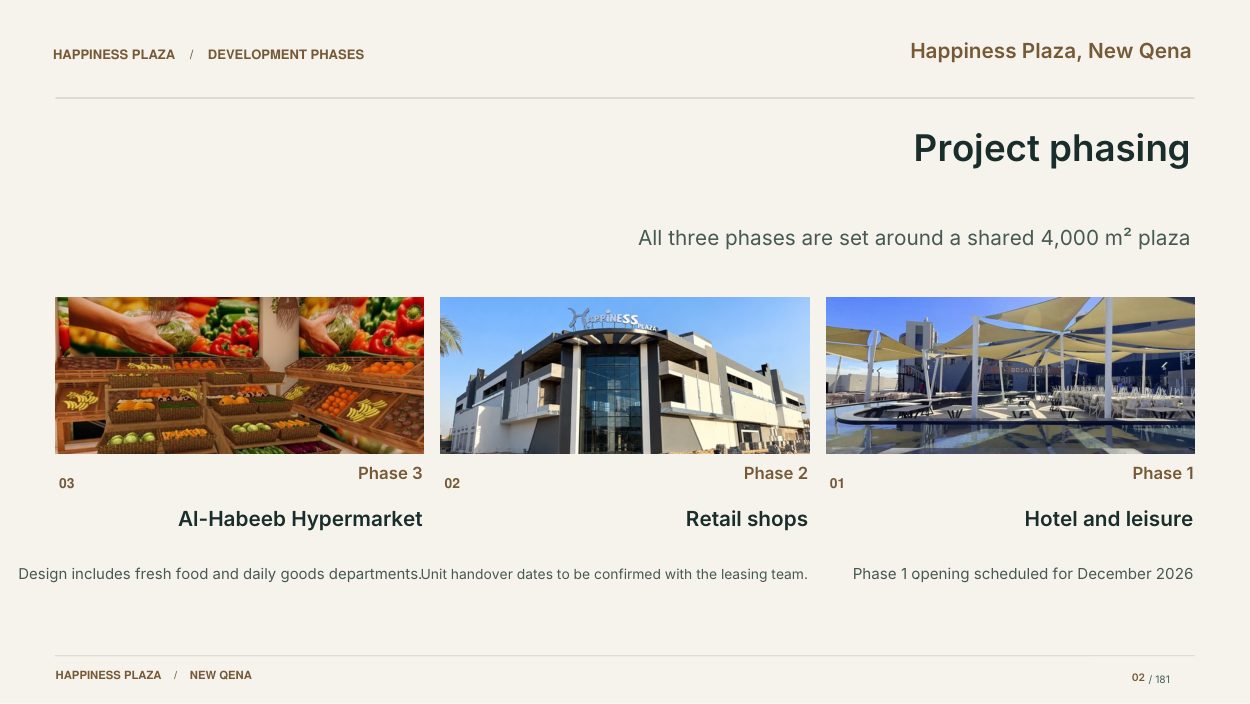 HAPPINESS PLAZA / DEVELOPMENT PHASES
Happiness Plaza, New Qena
Project phasing
All three phases are set around a shared 4,000 m² plaza
HAPPINESS
PLAZA
Phase 3
03
Al-Habeeb Hypermarket
Design includes fresh food and daily goods departments.
Phase 2
02
Retail shops
Unit handover dates to be confirmed with the leasing team.
Phase 1
01
Hotel and leisure
Phase 1 opening scheduled for December 2026
HAPPINESS PLAZA / NEW QENA
02 / 181